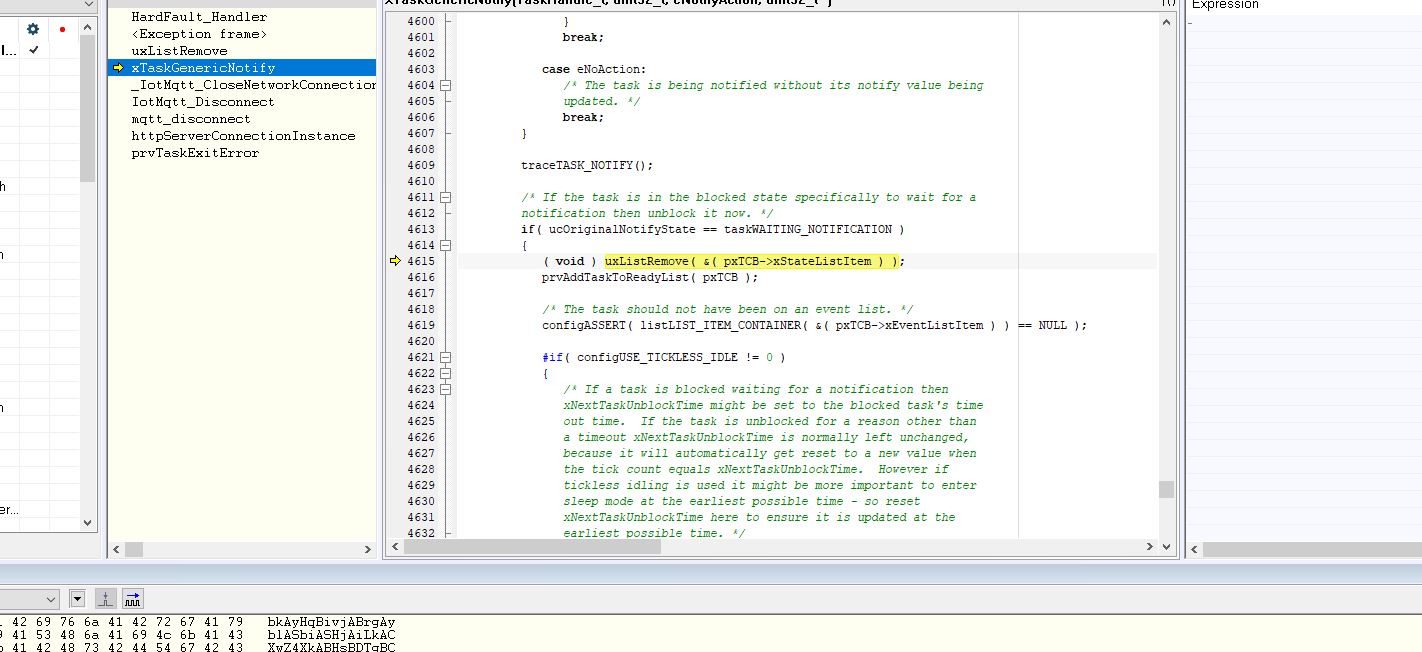 HardFault_Handler
<Exception frame>
uxListRemove
xTaskGenericNotify
_IotMqtt_CloseNetworkConnection
IotMqtt_Disconnect
mqtt_disconnect
httpServerConnectionInstance
prvTaskExitError
Expression
4600 }
4601 break;
4602
4603 case eNoAction:
4604 /* The task is being notified without its notify value being
4605 updated. */
4606 break;
4607 }
4608
4609 traceTASK_NOTIFY();
4610
4611 /* If the task is in the blocked state specifically to wait for a
4612 notification then unblock it now. */
4613 if( ucOriginalNotifyState == taskWAITING_NOTIFICATION )
4614 {
4615 ( void ) uxListRemove( &( pxTCB->xStateListItem ) );
4616 prvAddTaskToReadyList( pxTCB );
4617
4618 /* The task should not have been on an event list. */
4619 configASSERT( listLIST_ITEM_CONTAINER( &( pxTCB->xEventListItem ) ) == NULL );
4620
4621 #if( configUSE_TICKLESS_IDLE != 0 )
4622 {
4623 /* If a task is blocked waiting for a notification then
4624 xNextTaskUnblockTime might be set to the blocked task's time
4625 out time. If the task is unblocked for a reason other than
4626 a timeout xNextTaskUnblockTime is normally left unchanged,
4627 because it will automatically get reset to a new value when
4628 the tick count equals xNextTaskUnblockTime. However if
4629 tickless idling is used it might be more important to enter
4630 sleep mode at the earliest possible time - so reset
4631 xNextTaskUnblockTime here to ensure it is updated at the
4632 earliest possible time. */
42 69 76 6a 41 42 72 67 41 79 bkAyHqBivjABrgAy
41 53 48 6a 41 69 4c 6b 41 43 blASbiASHjAiLkAC
41 42 48 73 42 44 54 67 42 43 XwZ4XkABHsBDTgBC